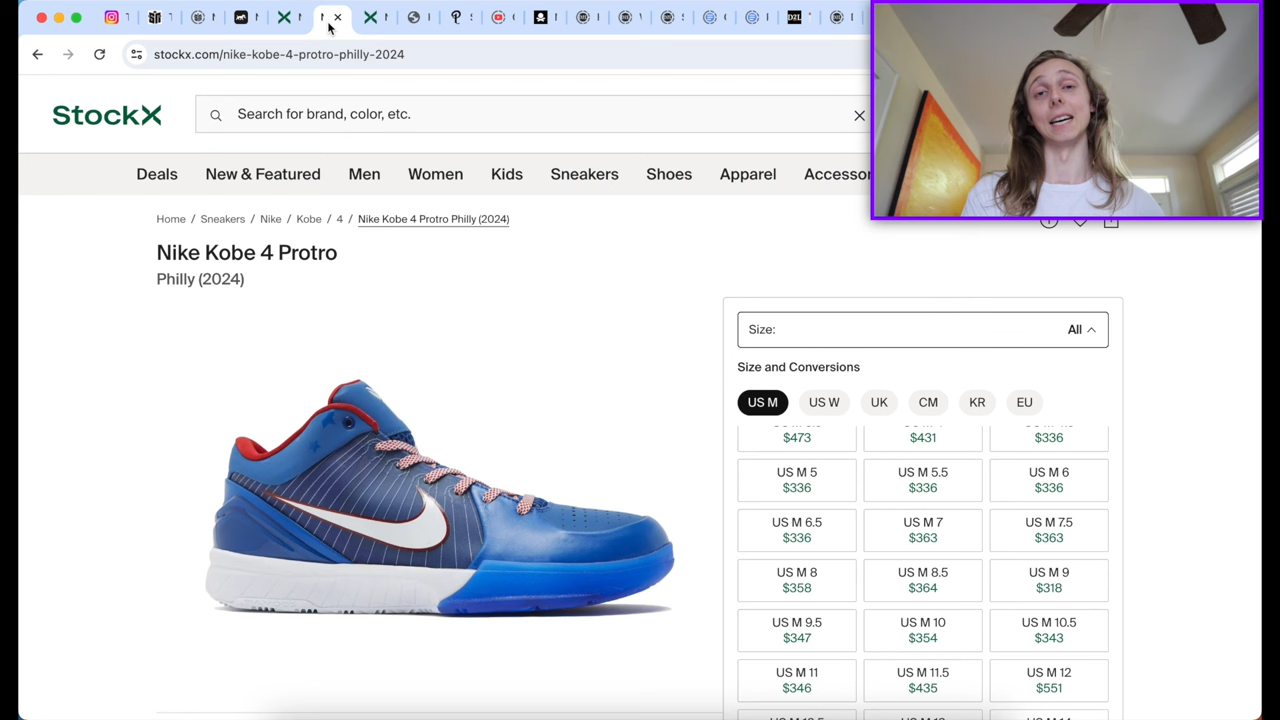 stockx.com/nike-kobe-4-protro-philly-2024
StockX
Search for brand, color, etc.
Deals New & Featured Men Women Kids Sneakers Shoes Apparel Accessor
Home / Sneakers / Nike / Kobe / 4 / Nike Kobe 4 Protro Philly (2024)
Nike Kobe 4 Protro
Philly (2024)
Size: All
Size and Conversions
US M US W UK CM KR EU
$473 $431 $336
US M 5 US M 5.5 US M 6
$336 $336 $336
US M 6.5 US M 7 US M 7.5
$336 $363 $363
US M 8 US M 8.5 US M 9
$358 $364 $318
US M 9.5 US M 10 US M 10.5
$347 $354 $343
US M 11 US M 11.5 US M 12
$346 $435 $551